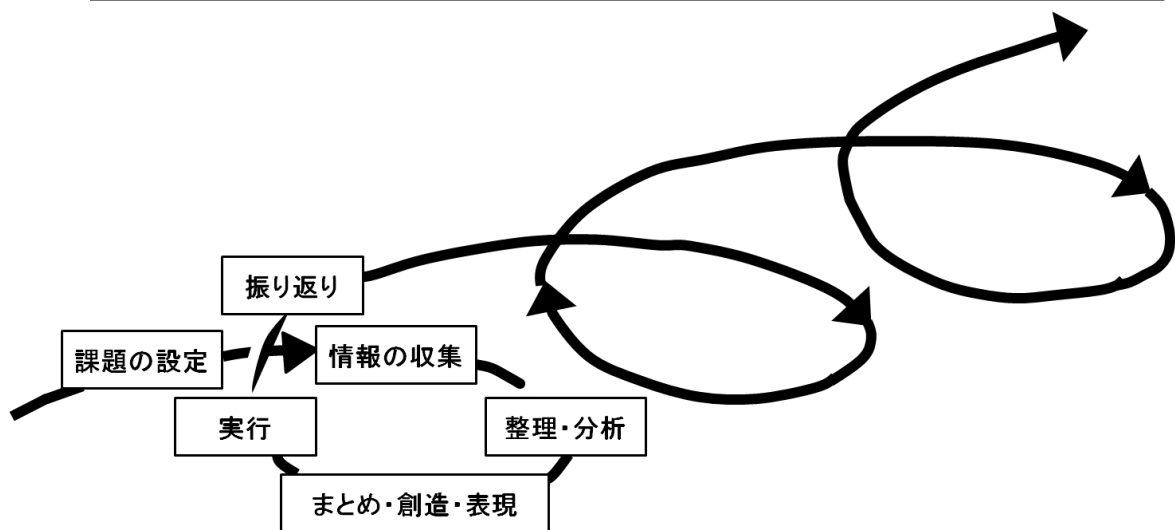 振り返り
課題の設定
情報の収集
実行
整理・分析
まとめ・創造・表現